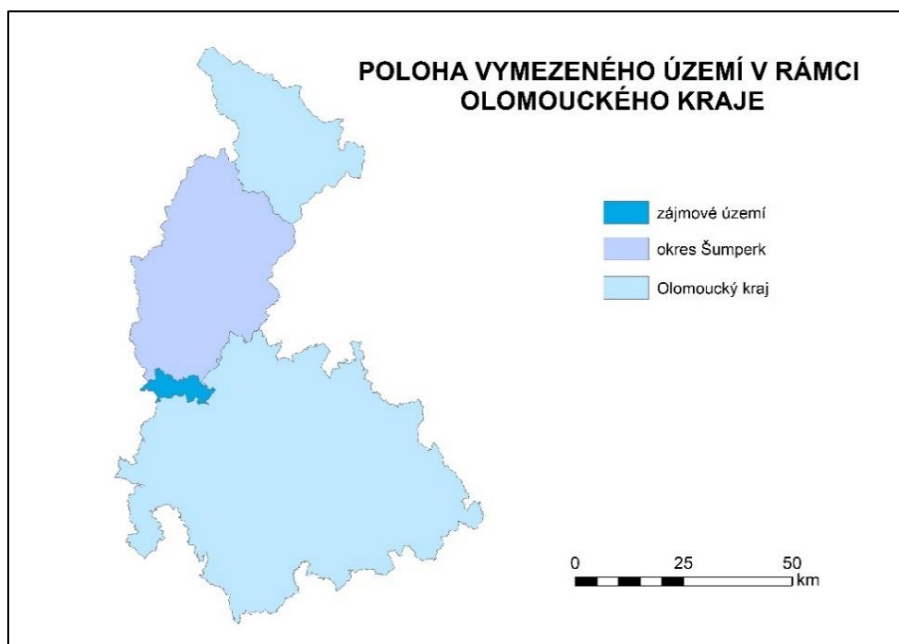 POLOHA VYMEZENÉHO ÚZEMÍ V RÁMCI
OLOMOUCKÉHO KRAJE
zájmové území
okres Šumperk
Olomoucký kraj
0 25 50
km